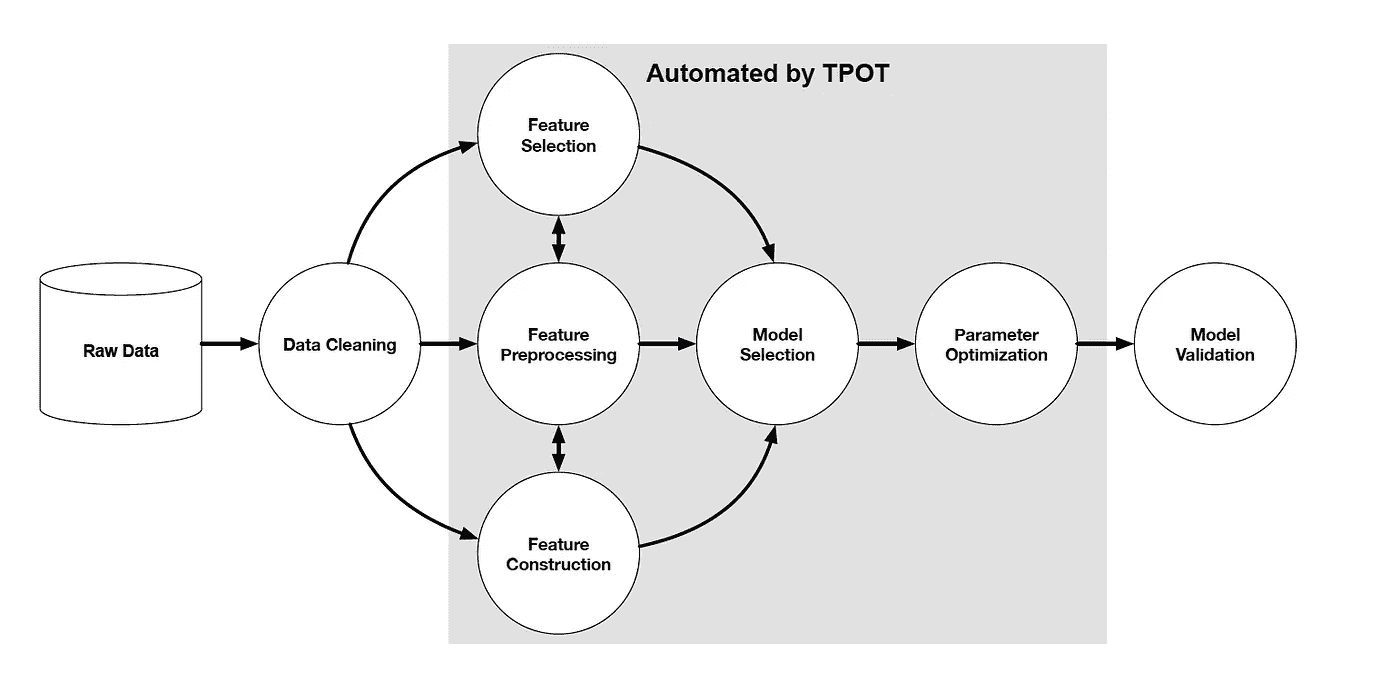 Automated by TPOT
Feature
Selection
Raw Data
Data Cleaning
Feature
Preprocessing
Model
Selection
Parameter
Optimization
Model
Validation
Feature
Construction